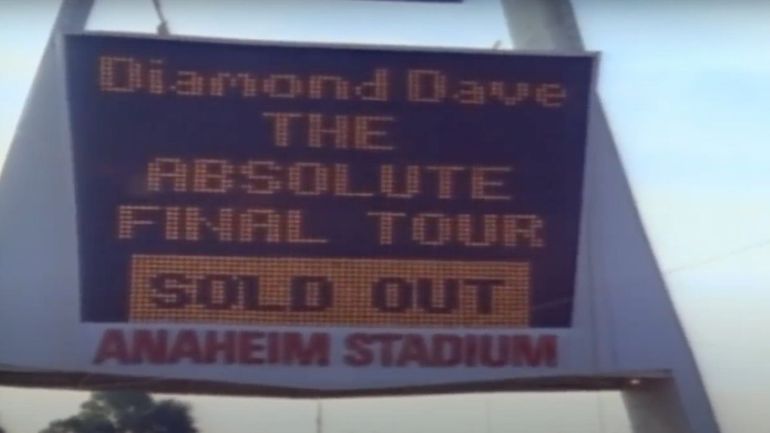 Diamond Dave
THE
ABSOLUTE
FINAL TOUR
SOLD OUT
ANAHEIM STADIUM